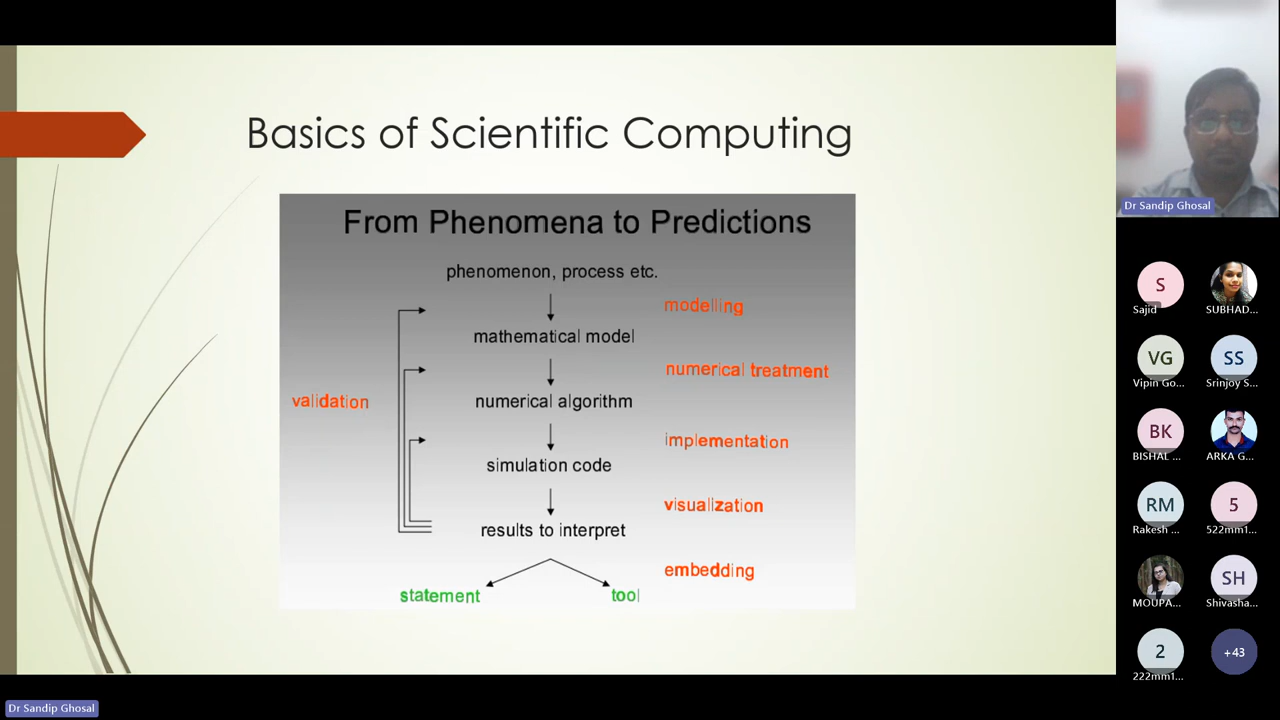 Basics of Scientific Computing
From Phenomena to Predictions
phenomenon, process etc.
modelling
mathematical model
numerical treatment
validation
numerical algorithm
implementation
simulation code
visualization
results to interpret
embedding
statement
tool
Dr Sandip Ghosal
S
Sajid
SUBHAD...
VG
SS
Vipin Go...
Srinjoy S...
BK
BISHAL ...
ARKA G...
RM
5
Rakesh ...
522mm1...
SH
MOUPA...
Shivasha...
2
+43
222mm1...
Dr Sandip Ghosal